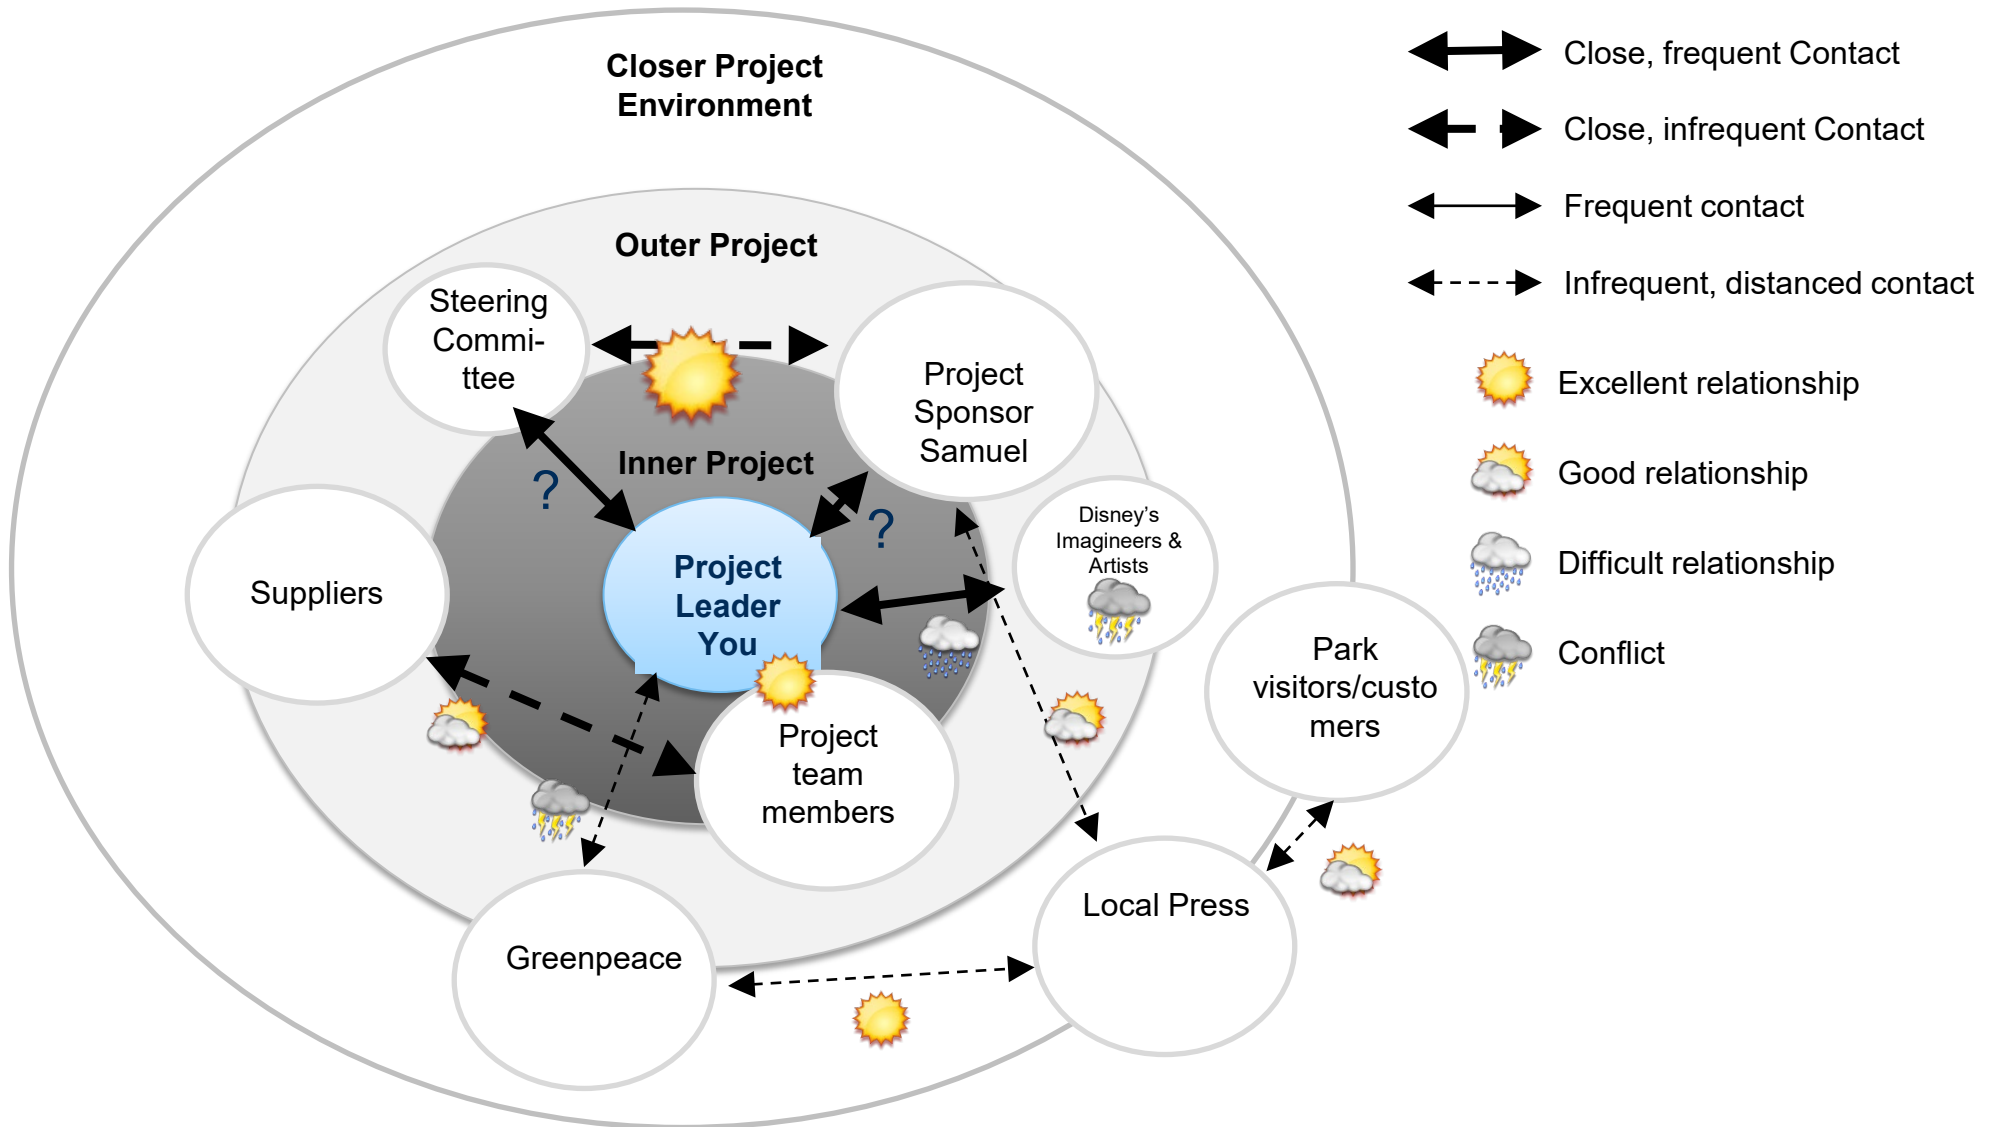 Closer Project
Environment
Outer Project
Steering
Commi-
ttee
Project
Sponsor
Samuel
Inner Project
?
?
Disney’s
Imagineers &
Artists
Suppliers
Project
Leader
You
Park
visitors/custo
mers
Project
team
members
Local Press
Greenpeace
Close, frequent Contact
Close, infrequent Contact
Frequent contact
Infrequent, distanced contact
Excellent relationship
Good relationship
Difficult relationship
Conflict